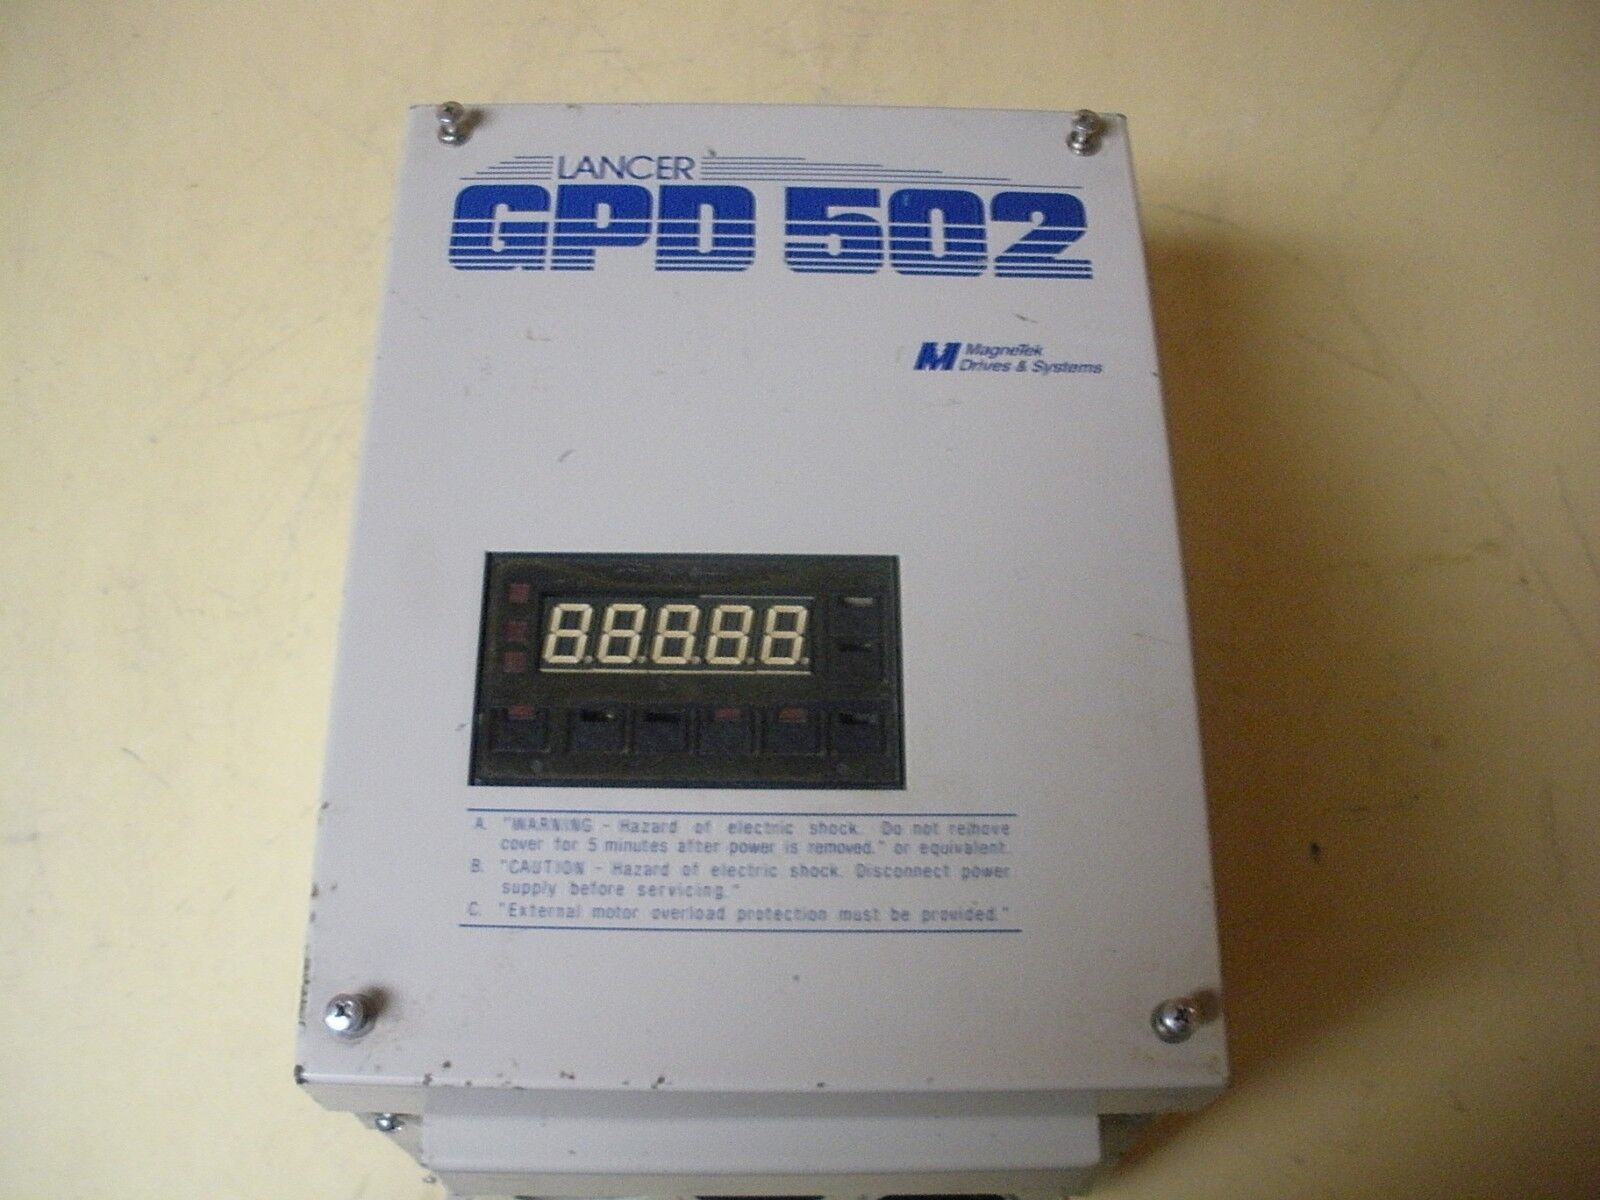 LANCER
GPD 502
M MagneTek
Drives & Systems
88888
A. "WARNING - Hazard of electric shock. Do not remove
cover for 5 minutes after power is removed." or equivalent.
B. "CAUTION - Hazard of electric shock. Disconnect power
supply before servicing."
C. "External motor overload protection must be provided."